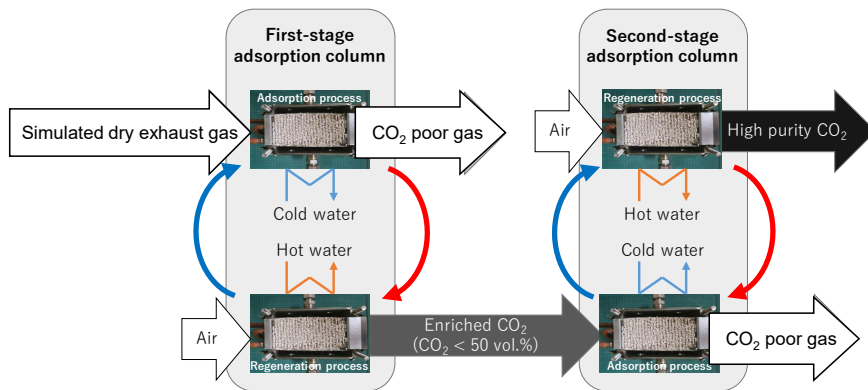 First-stage
adsorption column
Adsorption process
Simulated dry exhaust gas
CO₂ poor gas
Cold water
Hot water
Air
Enriched CO₂
(CO₂ < 50 vol.%)
Regeneration process
Second-stage
adsorption column
Regeneration process
Air
High purity CO₂
Hot water
Cold water
CO₂ poor gas
Adsorption process